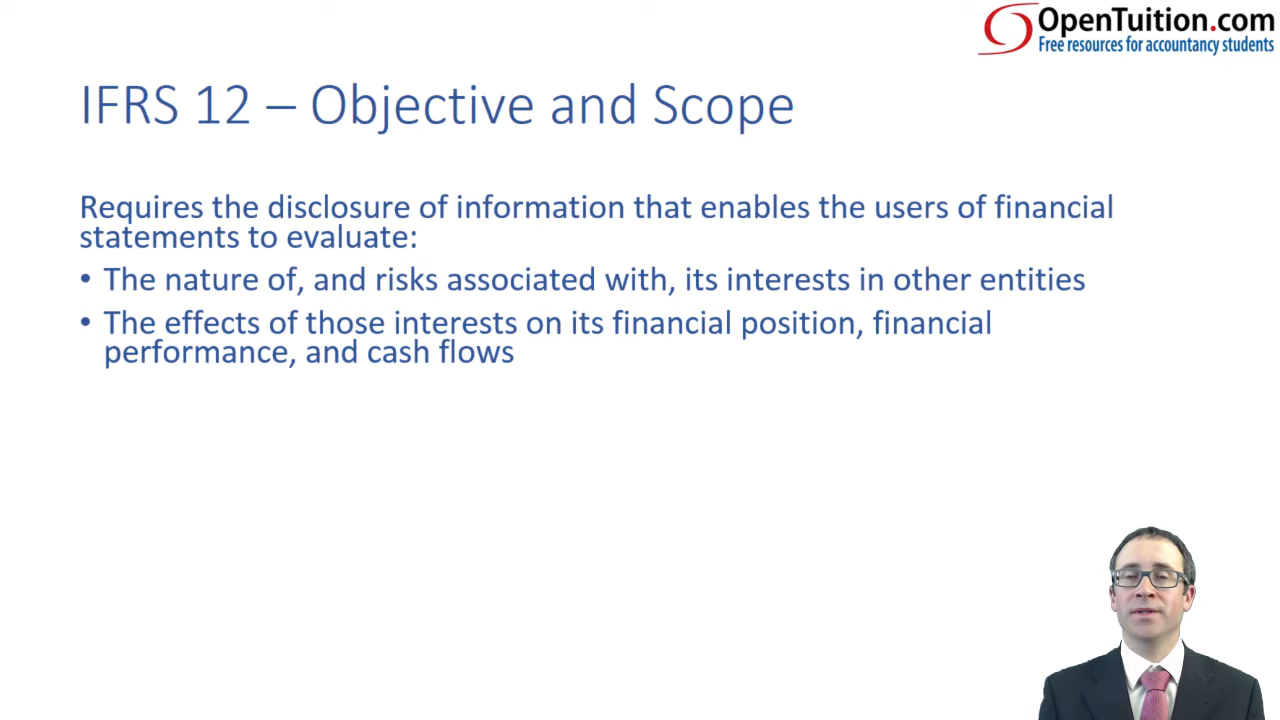 OpenTuition.com
Free resources for accountancy students
IFRS 12 – Objective and Scope
Requires the disclosure of information that enables the users of financial
statements to evaluate:
• The nature of, and risks associated with, its interests in other entities
• The effects of those interests on its financial position, financial
performance, and cash flows